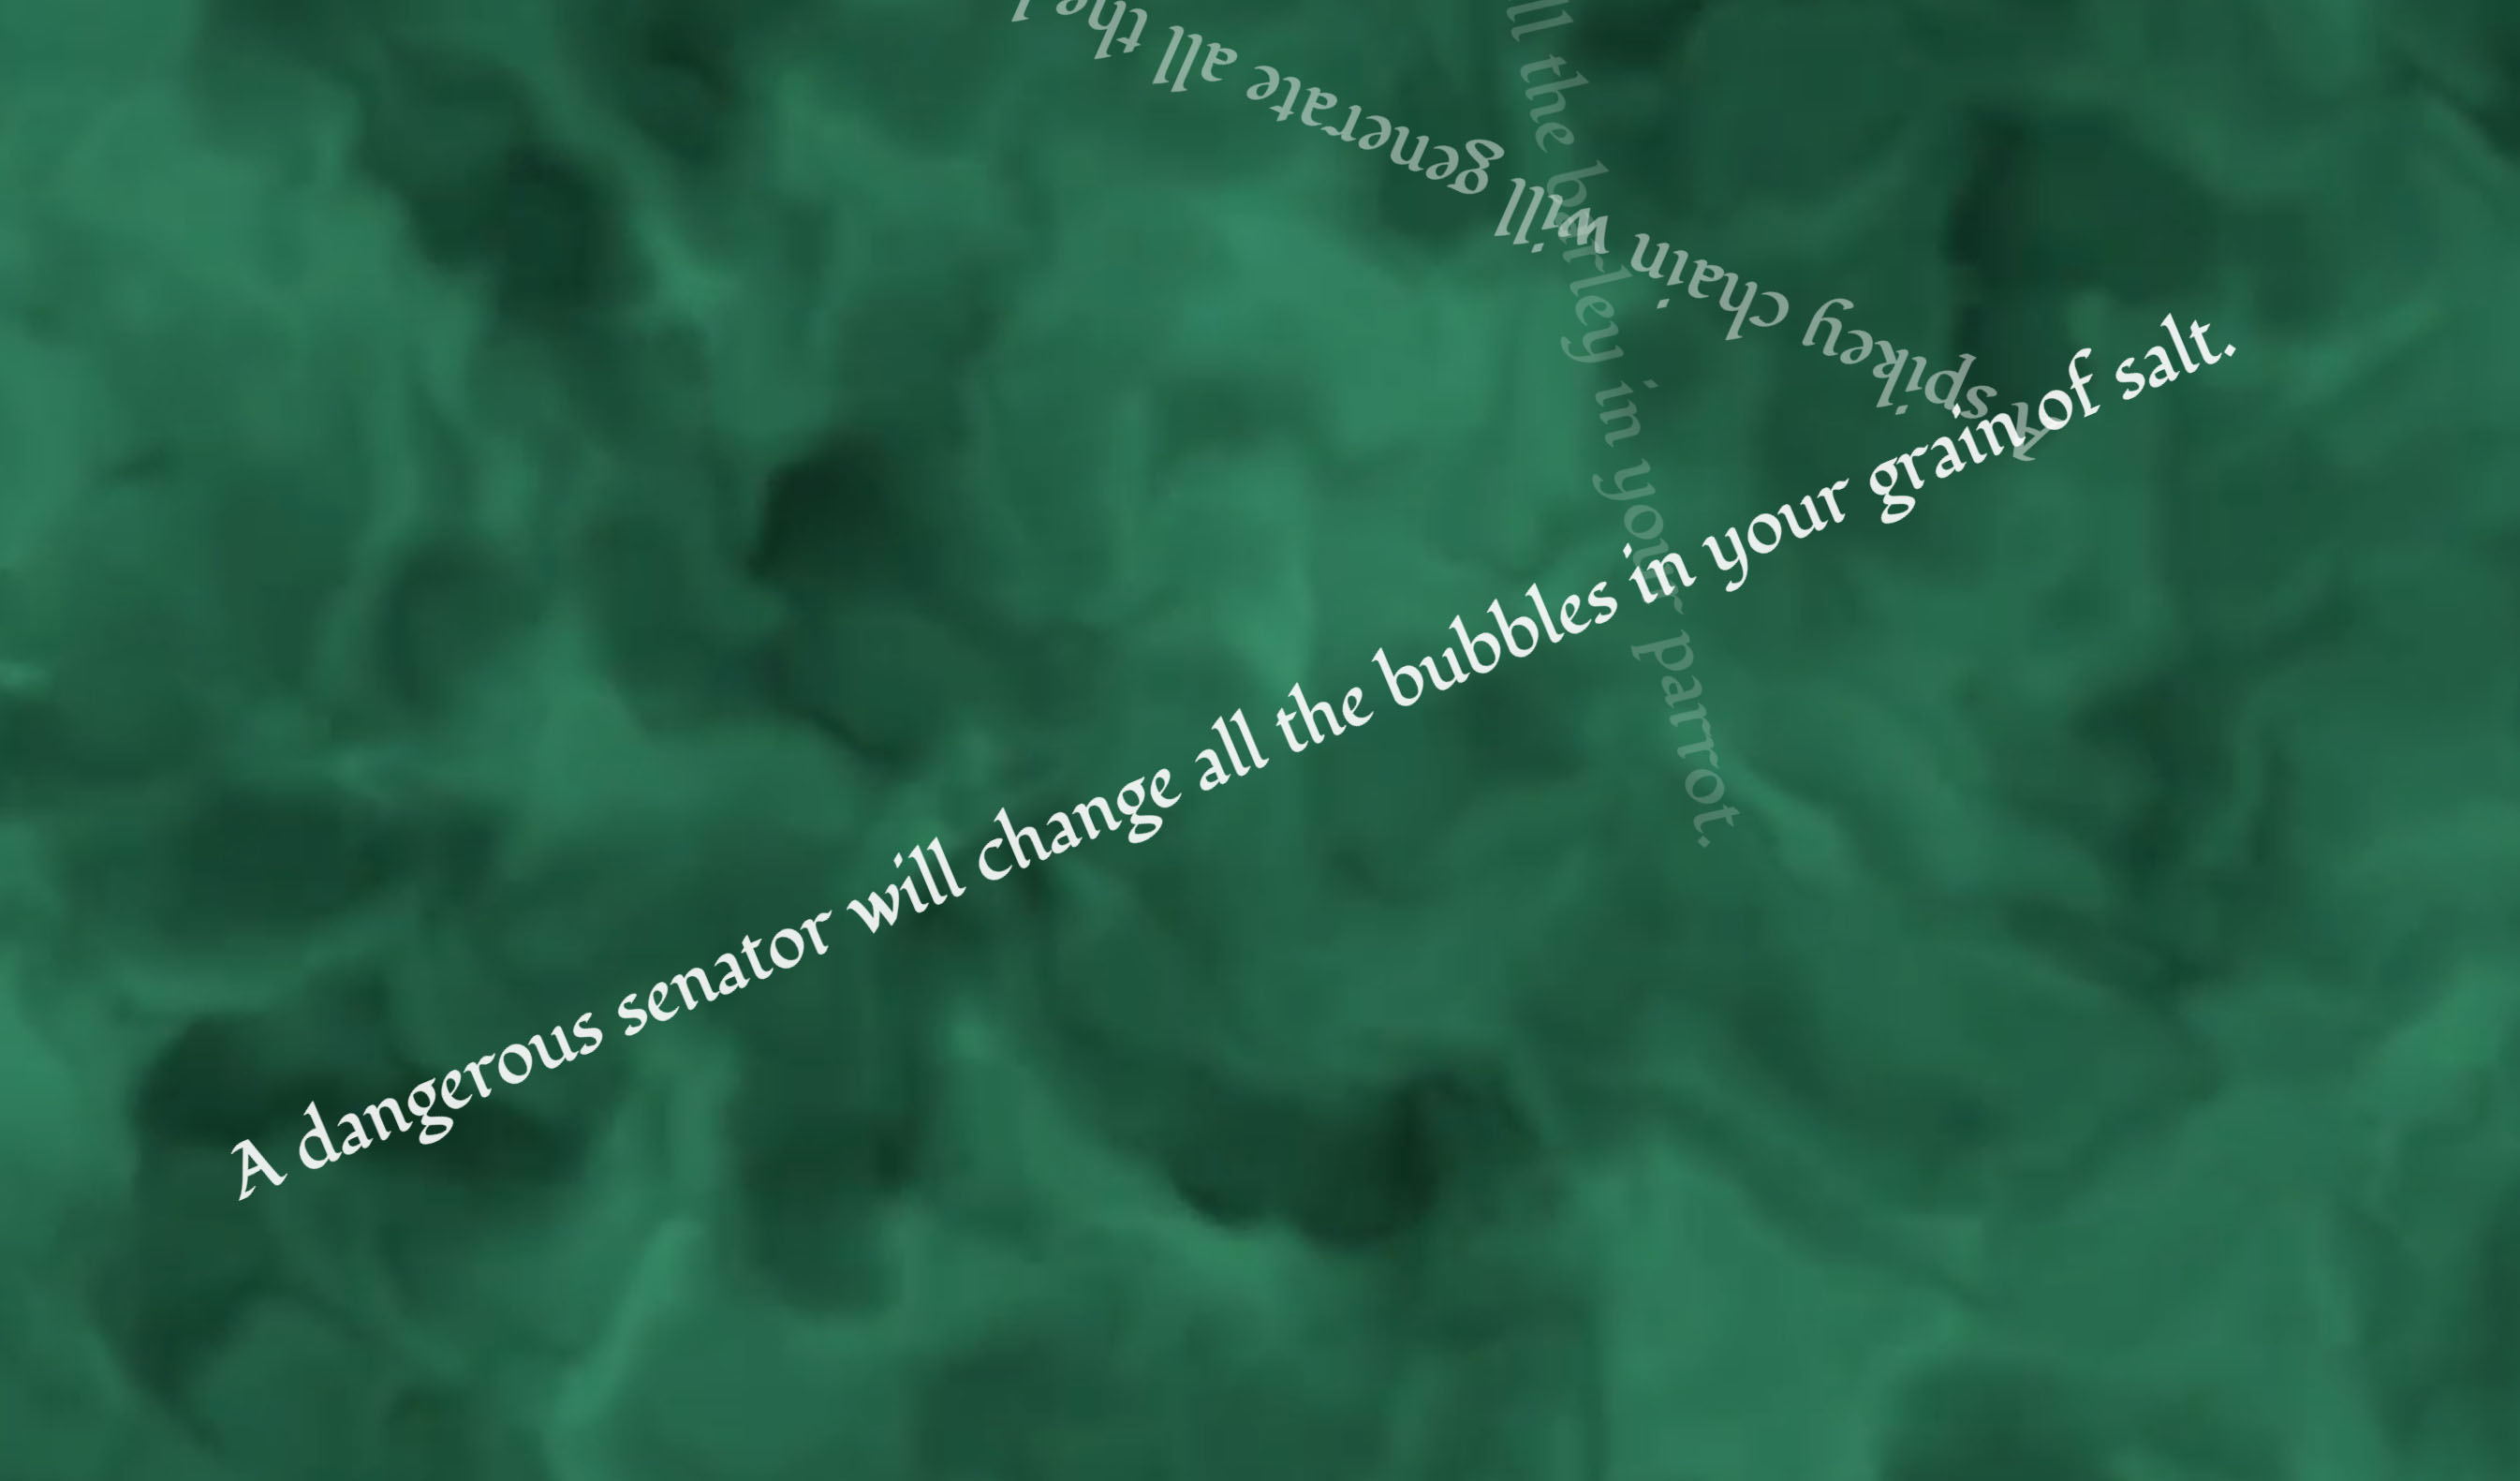 A dangerous senator will change all the bubbles in your grain of salt.
A spikey chain will generate all the
the barley in your parrot.